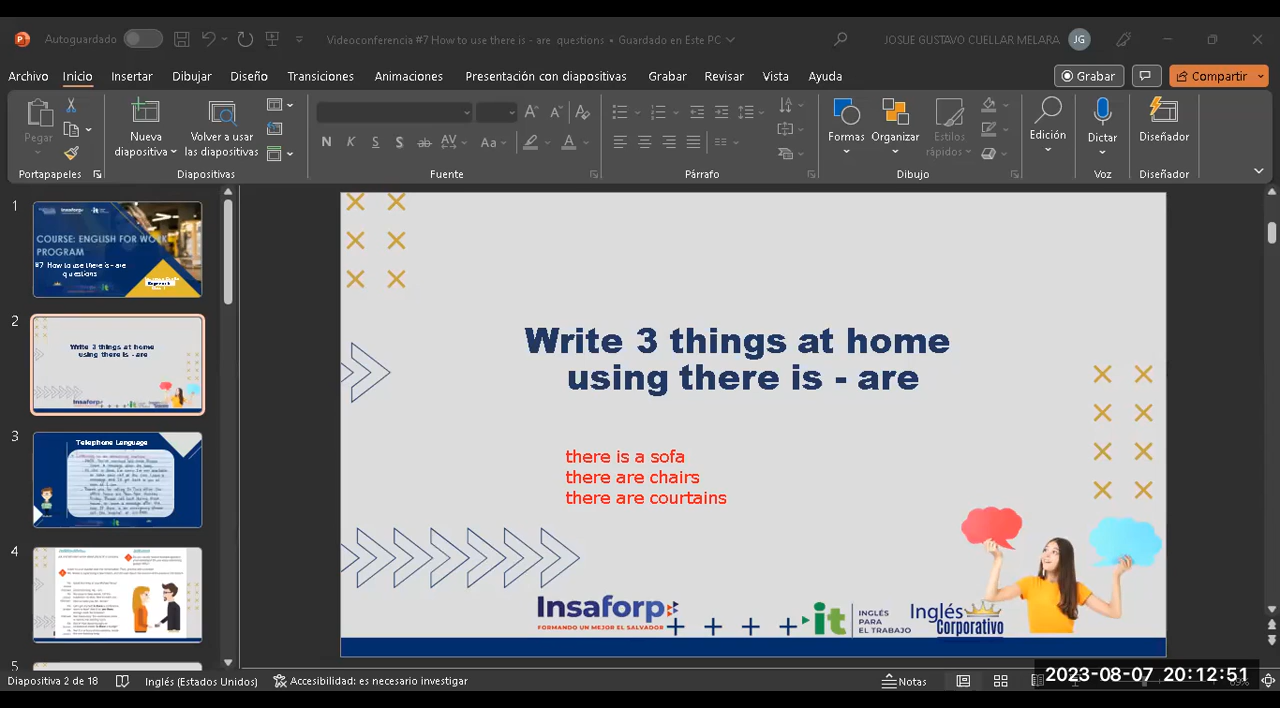 Autoguardado
Videoconferencia #7 How to use there is - are questions • Guardado en Este PC
JOSUE GUSTAVO CUELLAR MELARA
JG
Archivo Inicio Insertar Dibujar Diseño Transiciones Animaciones Presentación con diapositivas Grabar Revisar Vista Ayuda
Grabar
Compartir
Pegar
Nueva
diapositiva
Volver a usar
las diapositivas
N K S S ab AV Aa A
Formas
Organizar
Estilos
rápidos
Edición
Dictar
Diseñador
Portapapeles
Diapositivas
Fuente
Párrafo
Dibujo
Voz
Diseñador
1
COURSE: ENGLISH FOR WORK
PROGRAM
#7 How to use there is - are
questions
2
Write 3 things at home
using there is - are
3
Telephone Language
4
5
Write 3 things at home
using there is - are
there is a sofa
there are chairs
there are courtains
insaforp
FORMANDO UN MEJOR EL SALVADOR
it
INGLÉS
PARA
EL TRABAJO
Inglés
Corporativo
Diapositiva 2 de 18
Inglés (Estados Unidos)
Accesibilidad: es necesario investigar
Notas
2023-08-07 20:12:51